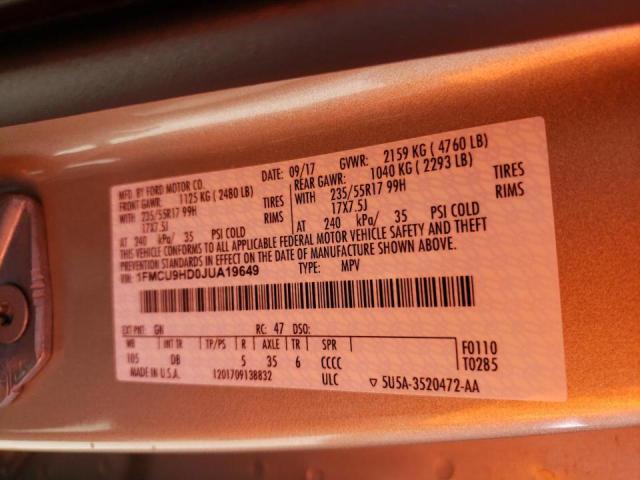 DATE: 09/17 GVWR: 2159 KG ( 4760 LB)
MFD. BY FORD MOTOR CO.
FRONT GAWR: 1125 KG ( 2480 LB) REAR GAWR: 1040 KG ( 2293 LB)
WITH 235/55R17 99H TIRES WITH 235/55R17 99H TIRES
17X7.5J RIMS 17X7.5J RIMS
AT 240 kPa/ 35 PSI COLD AT 240 kPa/ 35 PSI COLD
THIS VEHICLE CONFORMS TO ALL APPLICABLE FEDERAL MOTOR VEHICLE SAFETY AND THEFT
PREVENTION STANDARDS IN EFFECT ON THE DATE OF MANUFACTURE SHOWN ABOVE.
VIN: 1FMCU9HD0JUA19649 TYPE: MPV
EXT PNT: GN RC: 47 DSO:
WB INT TR TP/PS R AXLE TR SPR F0110
105 DB 5 35 6 CCCC T0285
MADE IN U.S.A. 1201709138832 ULC ▽ 5U5A-3520472-AA